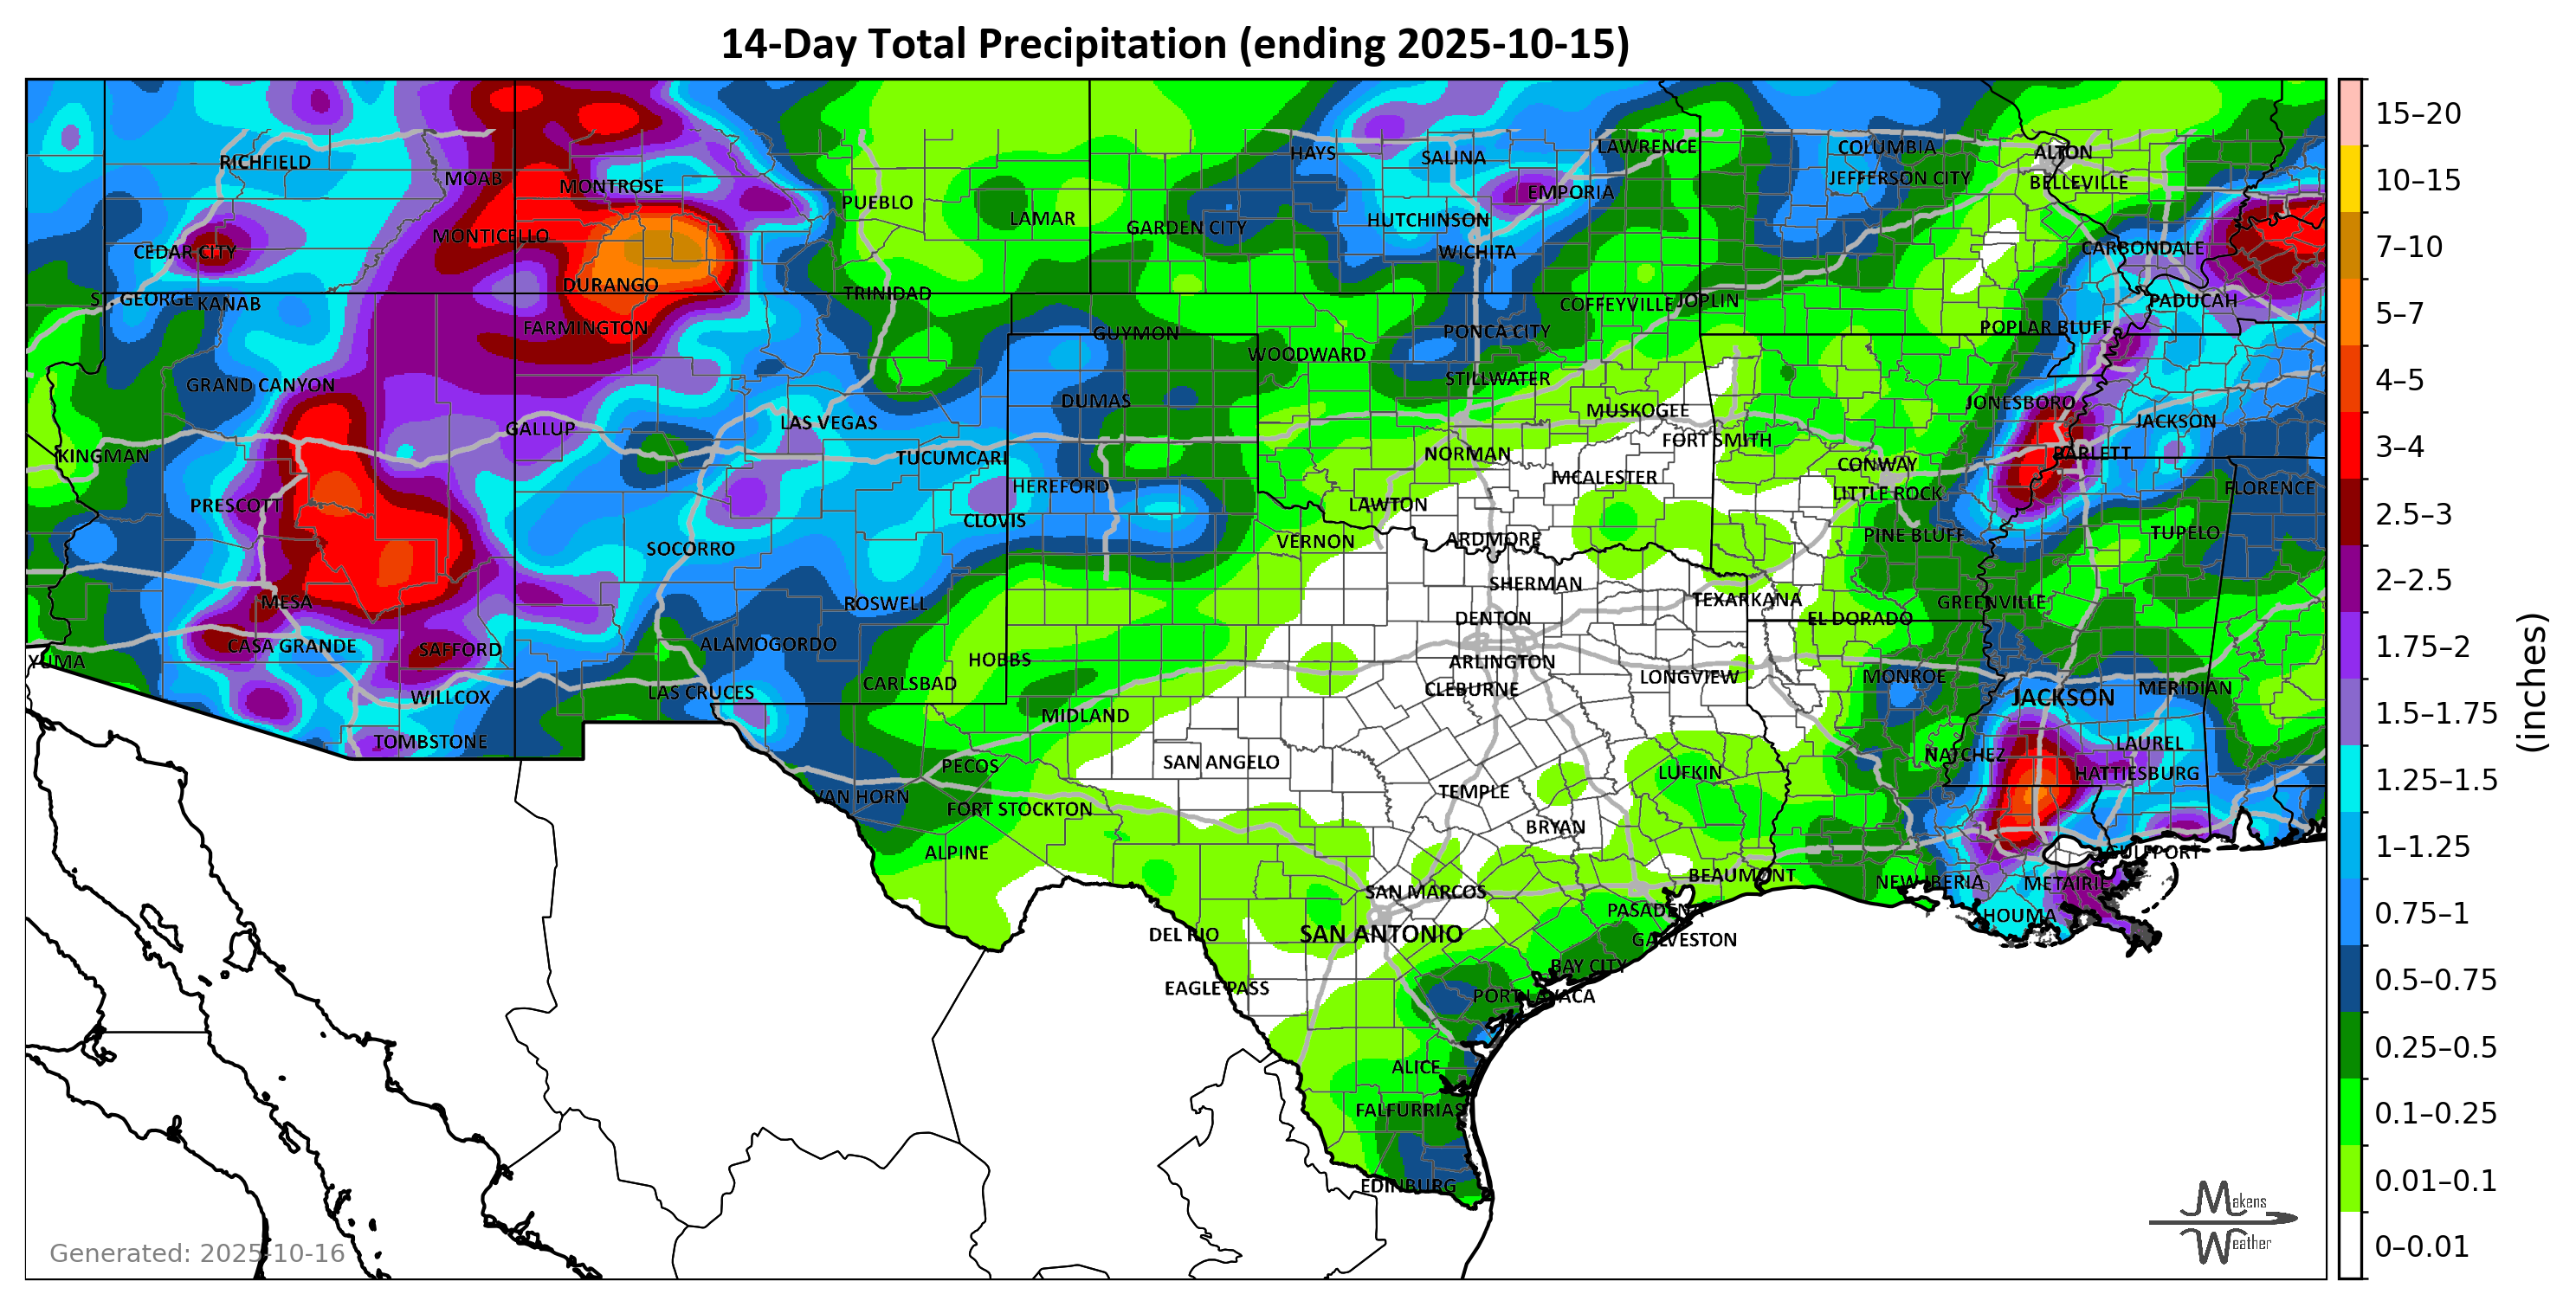 14-Day Total Precipitation (ending 2025-10-15)
RICHFIELD
MOAB
MONTROSE
PUEBLO
LAMAR
GARDEN CITY
HAYS
SALINA
LAWRENCE
EMPORIA
HUTCHINSON
WICHITA
COLUMBIA
JEFFERSON CITY
ALTON
BELLEVILLE
CEDAR CITY
MONTICELLO
DURANGO
TRINIDAD
CARBONDALE
PADUCAH
GEORGE
KANAB
FARMINGTON
GUYMON
WOODWARD
PONCA CITY
COFFEYVILLE
JOPLIN
POPLAR BLUFF
GRAND CANYON
STILLWATER
DUMAS
MUSKOGEE
JONESBORO
JACKSON
KINGMAN
GALLUP
LAS VEGAS
TUCUMCARI
NORMAN
FORT SMITH
CONWAY
BARLETT
PRESCOTT
HEREFORD
CLOVIS
LAWTON
MCALESTER
LITTLE ROCK
FLORENCE
SOCORRO
VERNON
ARDMORE
PINE BLUFF
TUPELO
MESA
ROSWELL
SHERMAN
DENTON
TEXARKANA
GREENVILLE
EL DORADO
YUMA
CASA GRANDE
SAFFORD
ALAMOGORDO
HOBBS
ARLINGTON
WILLCOX
LAS CRUCES
CARLSBAD
CLEBURNE
LONGVIEW
MONROE
JACKSON
MERIDIAN
TOMBSTONE
MIDLAND
PECOS
SAN ANGELO
LUFKIN
NATCHEZ
LAUREL
HATTIESBURG
VAN HORN
FORT STOCKTON
TEMPLE
BRYAN
ALPINE
GULFPORT
SAN MARCOS
BEAUMONT
NEW IBERIA
METAIRIE
PASADENA
HOUMA
DEL RIO
SAN ANTONIO
GALVESTON
BAY CITY
EAGLE PASS
PORT LAVACA
ALICE
FALFURRIAS
EDINBURG
15–20
10–15
7–10
5–7
4–5
3–4
2.5–3
2–2.5
1.75–2
1.5–1.75
1.25–1.5
1–1.25
0.75–1
0.5–0.75
0.25–0.5
0.1–0.25
0.01–0.1
0–0.01
(inches)
Generated: 2025-10-16
Makens
Weather